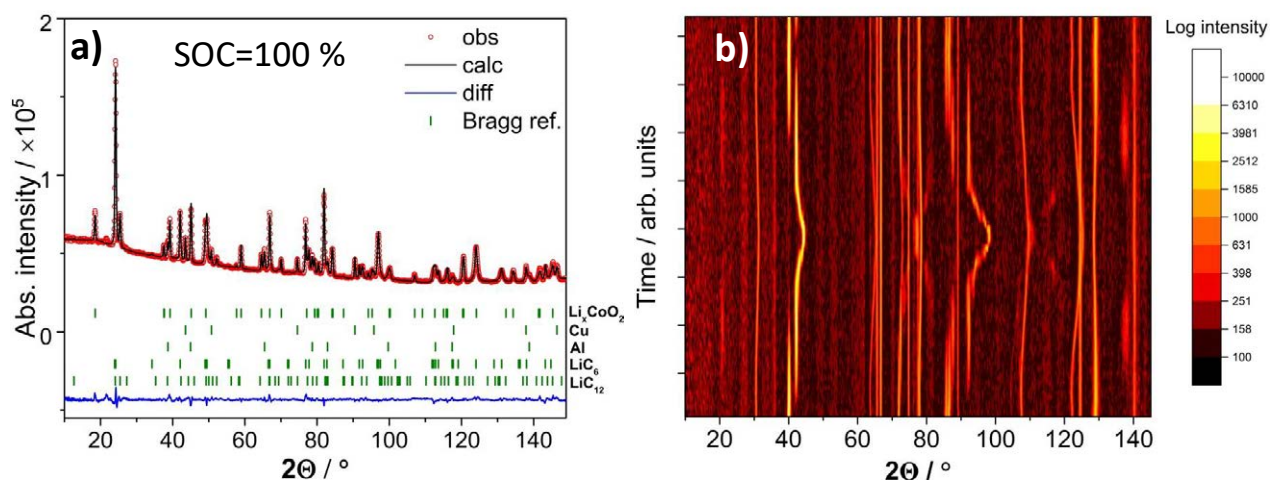 a)
SOC=100 %
obs
calc
diff
Bragg ref.
Abs. intensity / ×10⁵
2
1
0
LiₓCoO₂
Cu
Al
LiC₆
LiC₁₂
20 40 60 80 100 120 140
2Θ / °
b)
Time / arb. units
20 40 60 80 100 120 140
2Θ / °
Log intensity
10000
6310
3981
2512
1585
1000
631
398
251
158
100